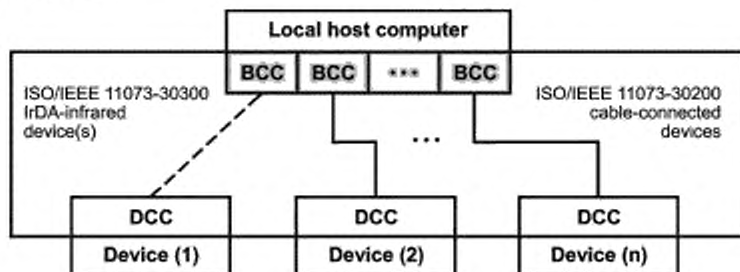 Local host computer
BCC BCC ... BCC
ISO/IEEE 11073-30300
IrDA-infrared
device(s)
ISO/IEEE 11073-30200
cable-connected
devices
...
DCC DCC DCC
Device (1) Device (2) Device (n)